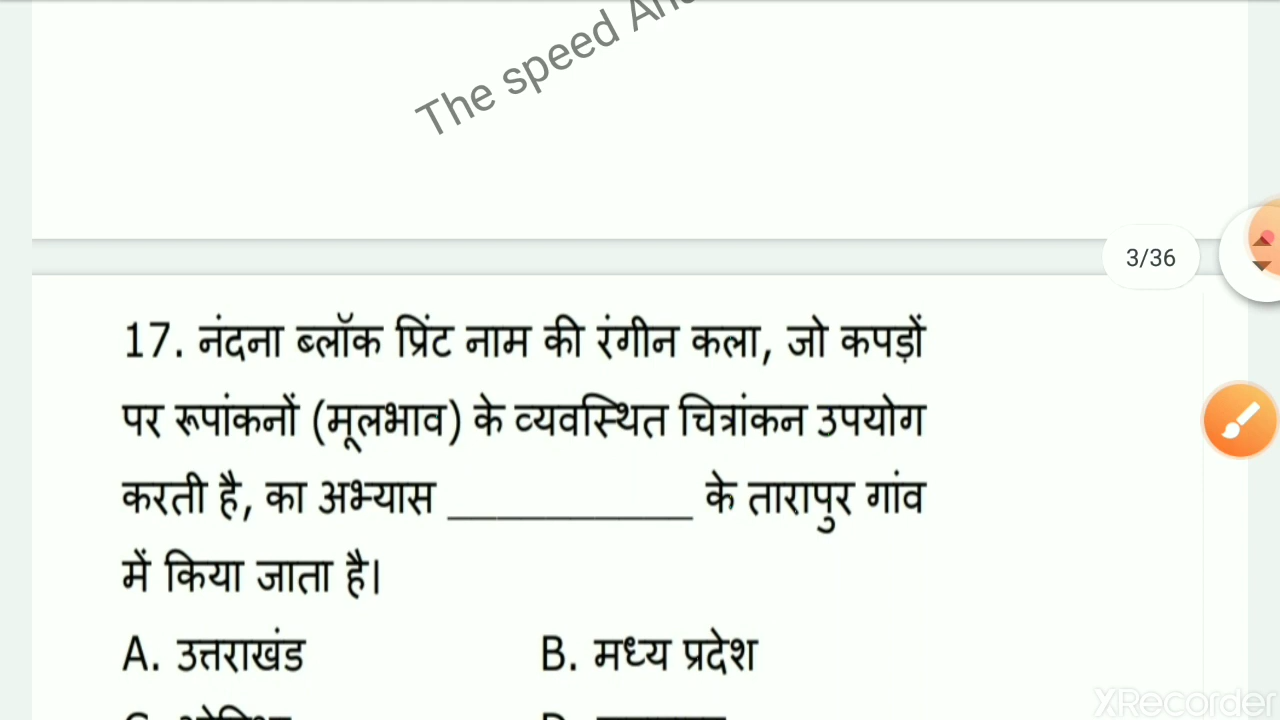 The speed
3/36
17. नंदना ब्लॉक प्रिंट नाम की रंगीन कला, जो कपड़ों
पर रूपांकनों (मूलभाव) के व्यवस्थित चित्रांकन उपयोग
करती है, का अभ्यास __________ के तारापुर गांव
में किया जाता है।
A. उत्तराखंड B. मध्य प्रदेश
XRecorder